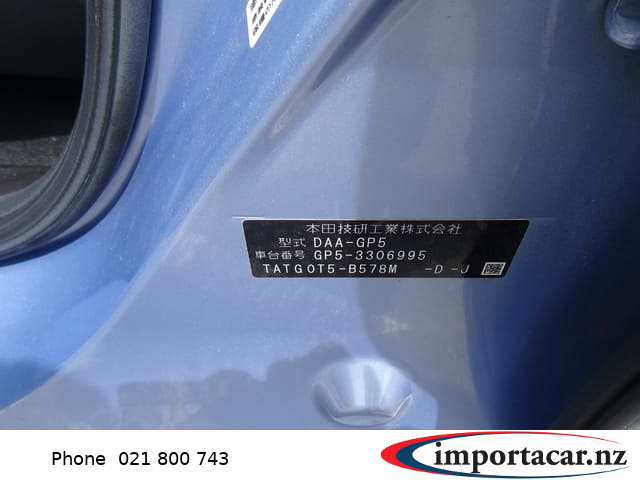 本田技研工業株式会社
型式 DAA-GP5
車台番号 GP5-3306995
TATG0T5-B578M -D -J
Phone 021 800 743
importacar.nz